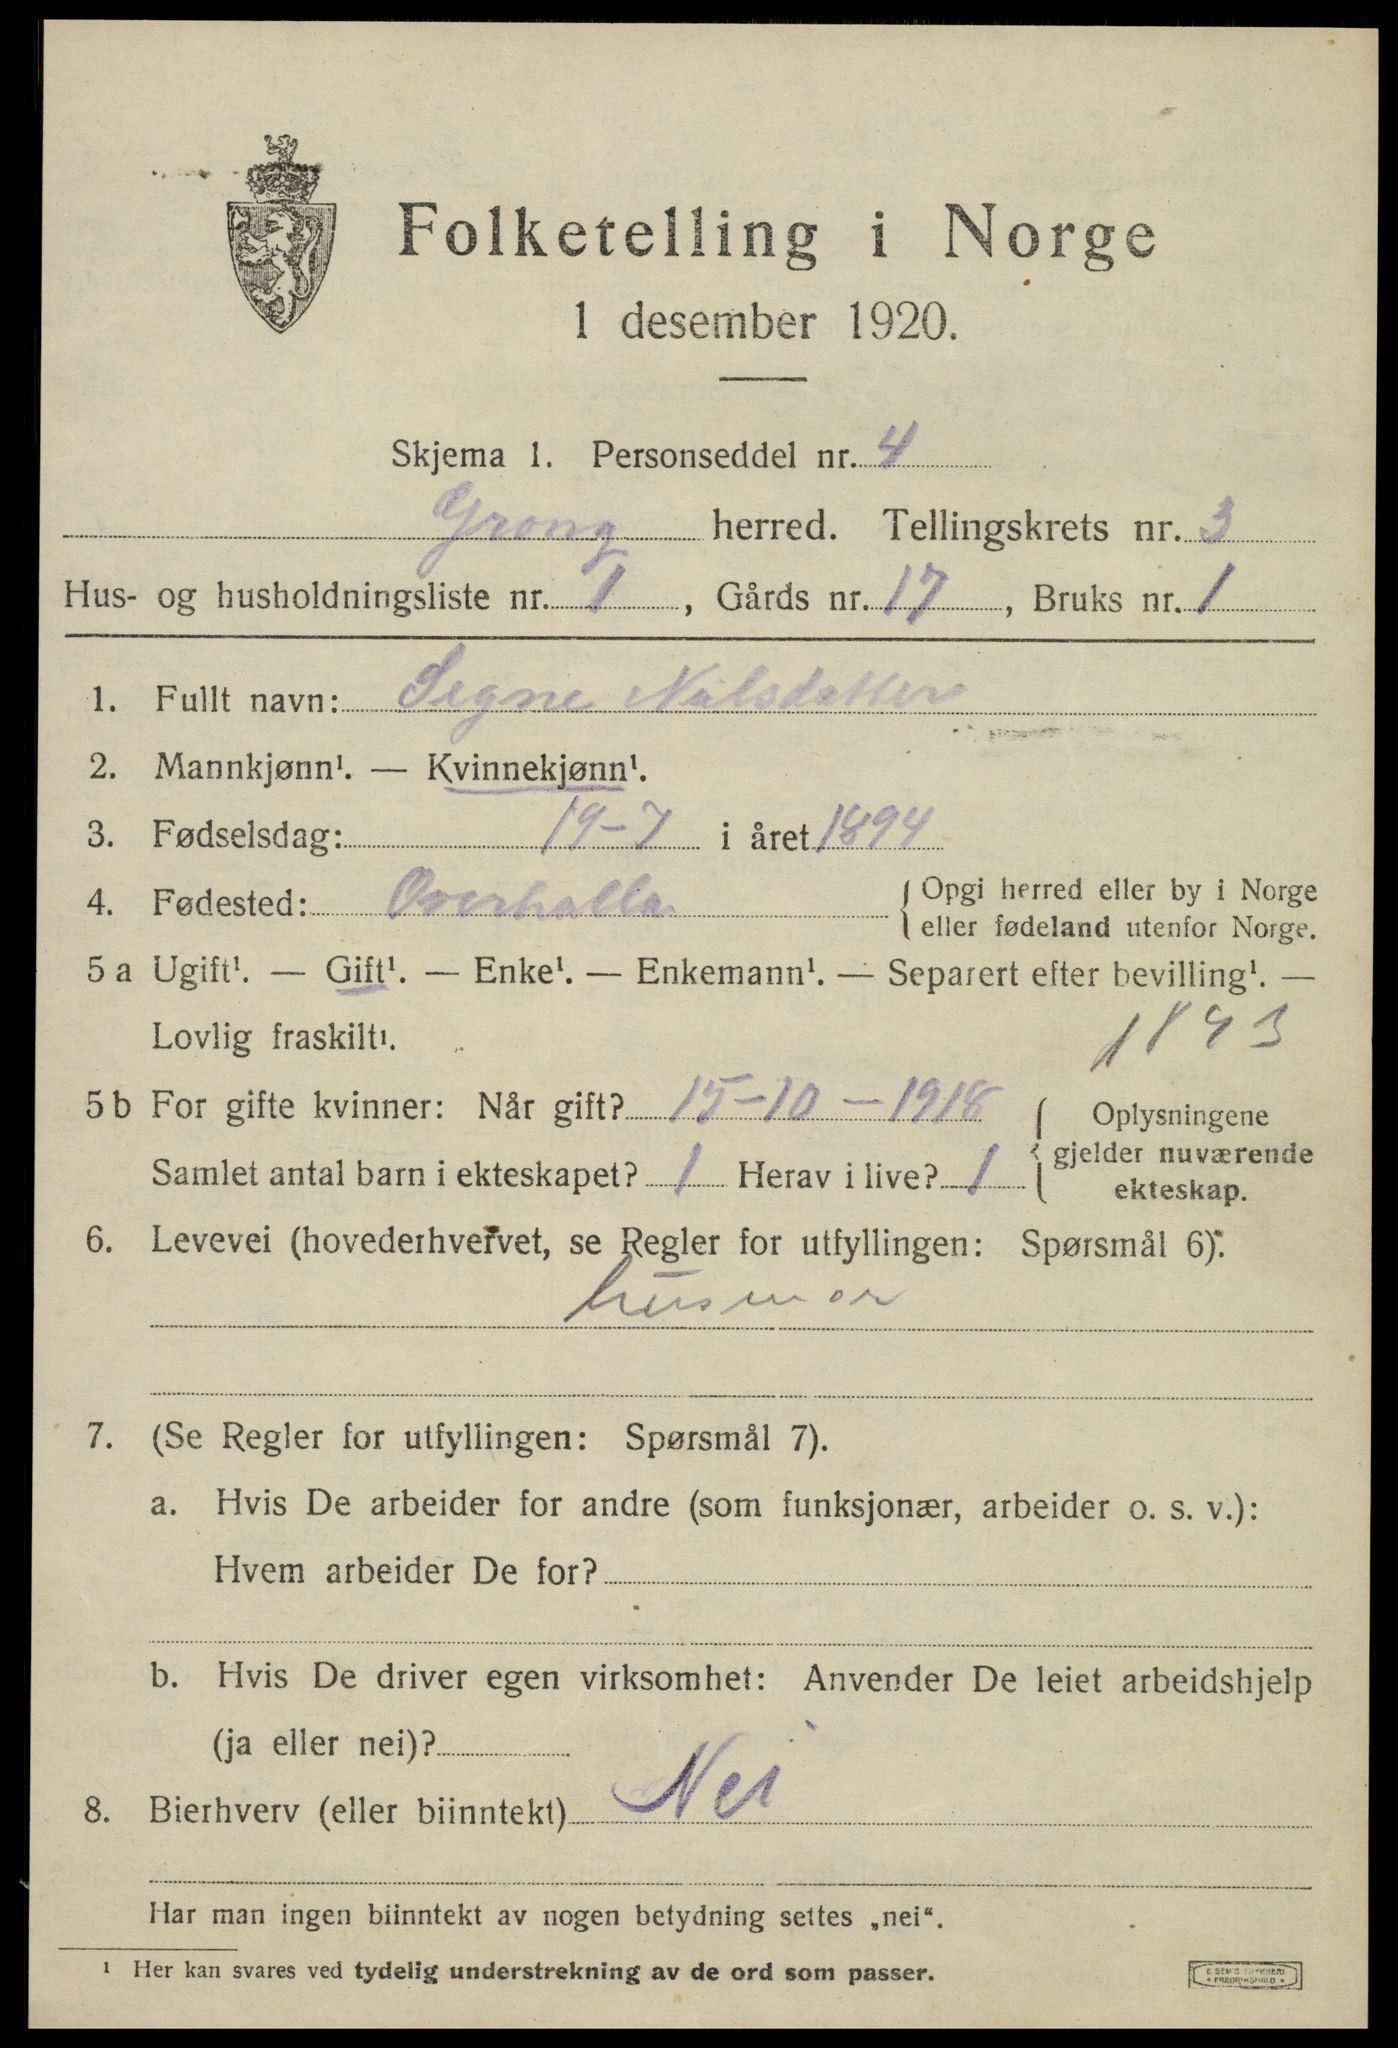 Folketelling i Norge
1 desember 1920.
Skjema 1. Personseddel nr. 4
Grong herred. Tellingskrets nr. 3
Hus- og husholdningsliste nr. 1, Gårds nr. 17, Bruks nr. 1
1. Fullt navn: Signe Nilsdatter
2. Mannkjønn¹. — Kvinnekjønn¹.
3. Fødselsdag: 19-7 i året 1894
4. Fødested: Overhalla {Opgi herred eller by i Norge
eller fødeland utenfor Norge.
5 a Ugift¹. — Gift¹. — Enke¹. — Enkemann¹. — Separert efter bevilling¹. —
Lovlig fraskilt¹. 1893
5 b For gifte kvinner: Når gift? 15-10-1918
Samlet antal barn i ekteskapet? 1 Herav i live? 1
{Oplysningene
gjelder nuværende
ekteskap.
6. Levevei (hovederhvervet, se Regler for utfyllingen: Spørsmål 6).
husmor
7. (Se Regler for utfyllingen: Spørsmål 7).
a. Hvis De arbeider for andre (som funksjonær, arbeider o. s. v.):
Hvem arbeider De for?
b. Hvis De driver egen virksomhet: Anvender De leiet arbeidshjelp
(ja eller nei)?
8. Bierhverv (eller biinntekt) Nei
Har man ingen biinntekt av nogen betydning settes „nei“.
¹ Her kan svares ved tydelig understrekning av de ord som passer.
E. SEM'S TRYKKERI
* FREDRIKSHALD *